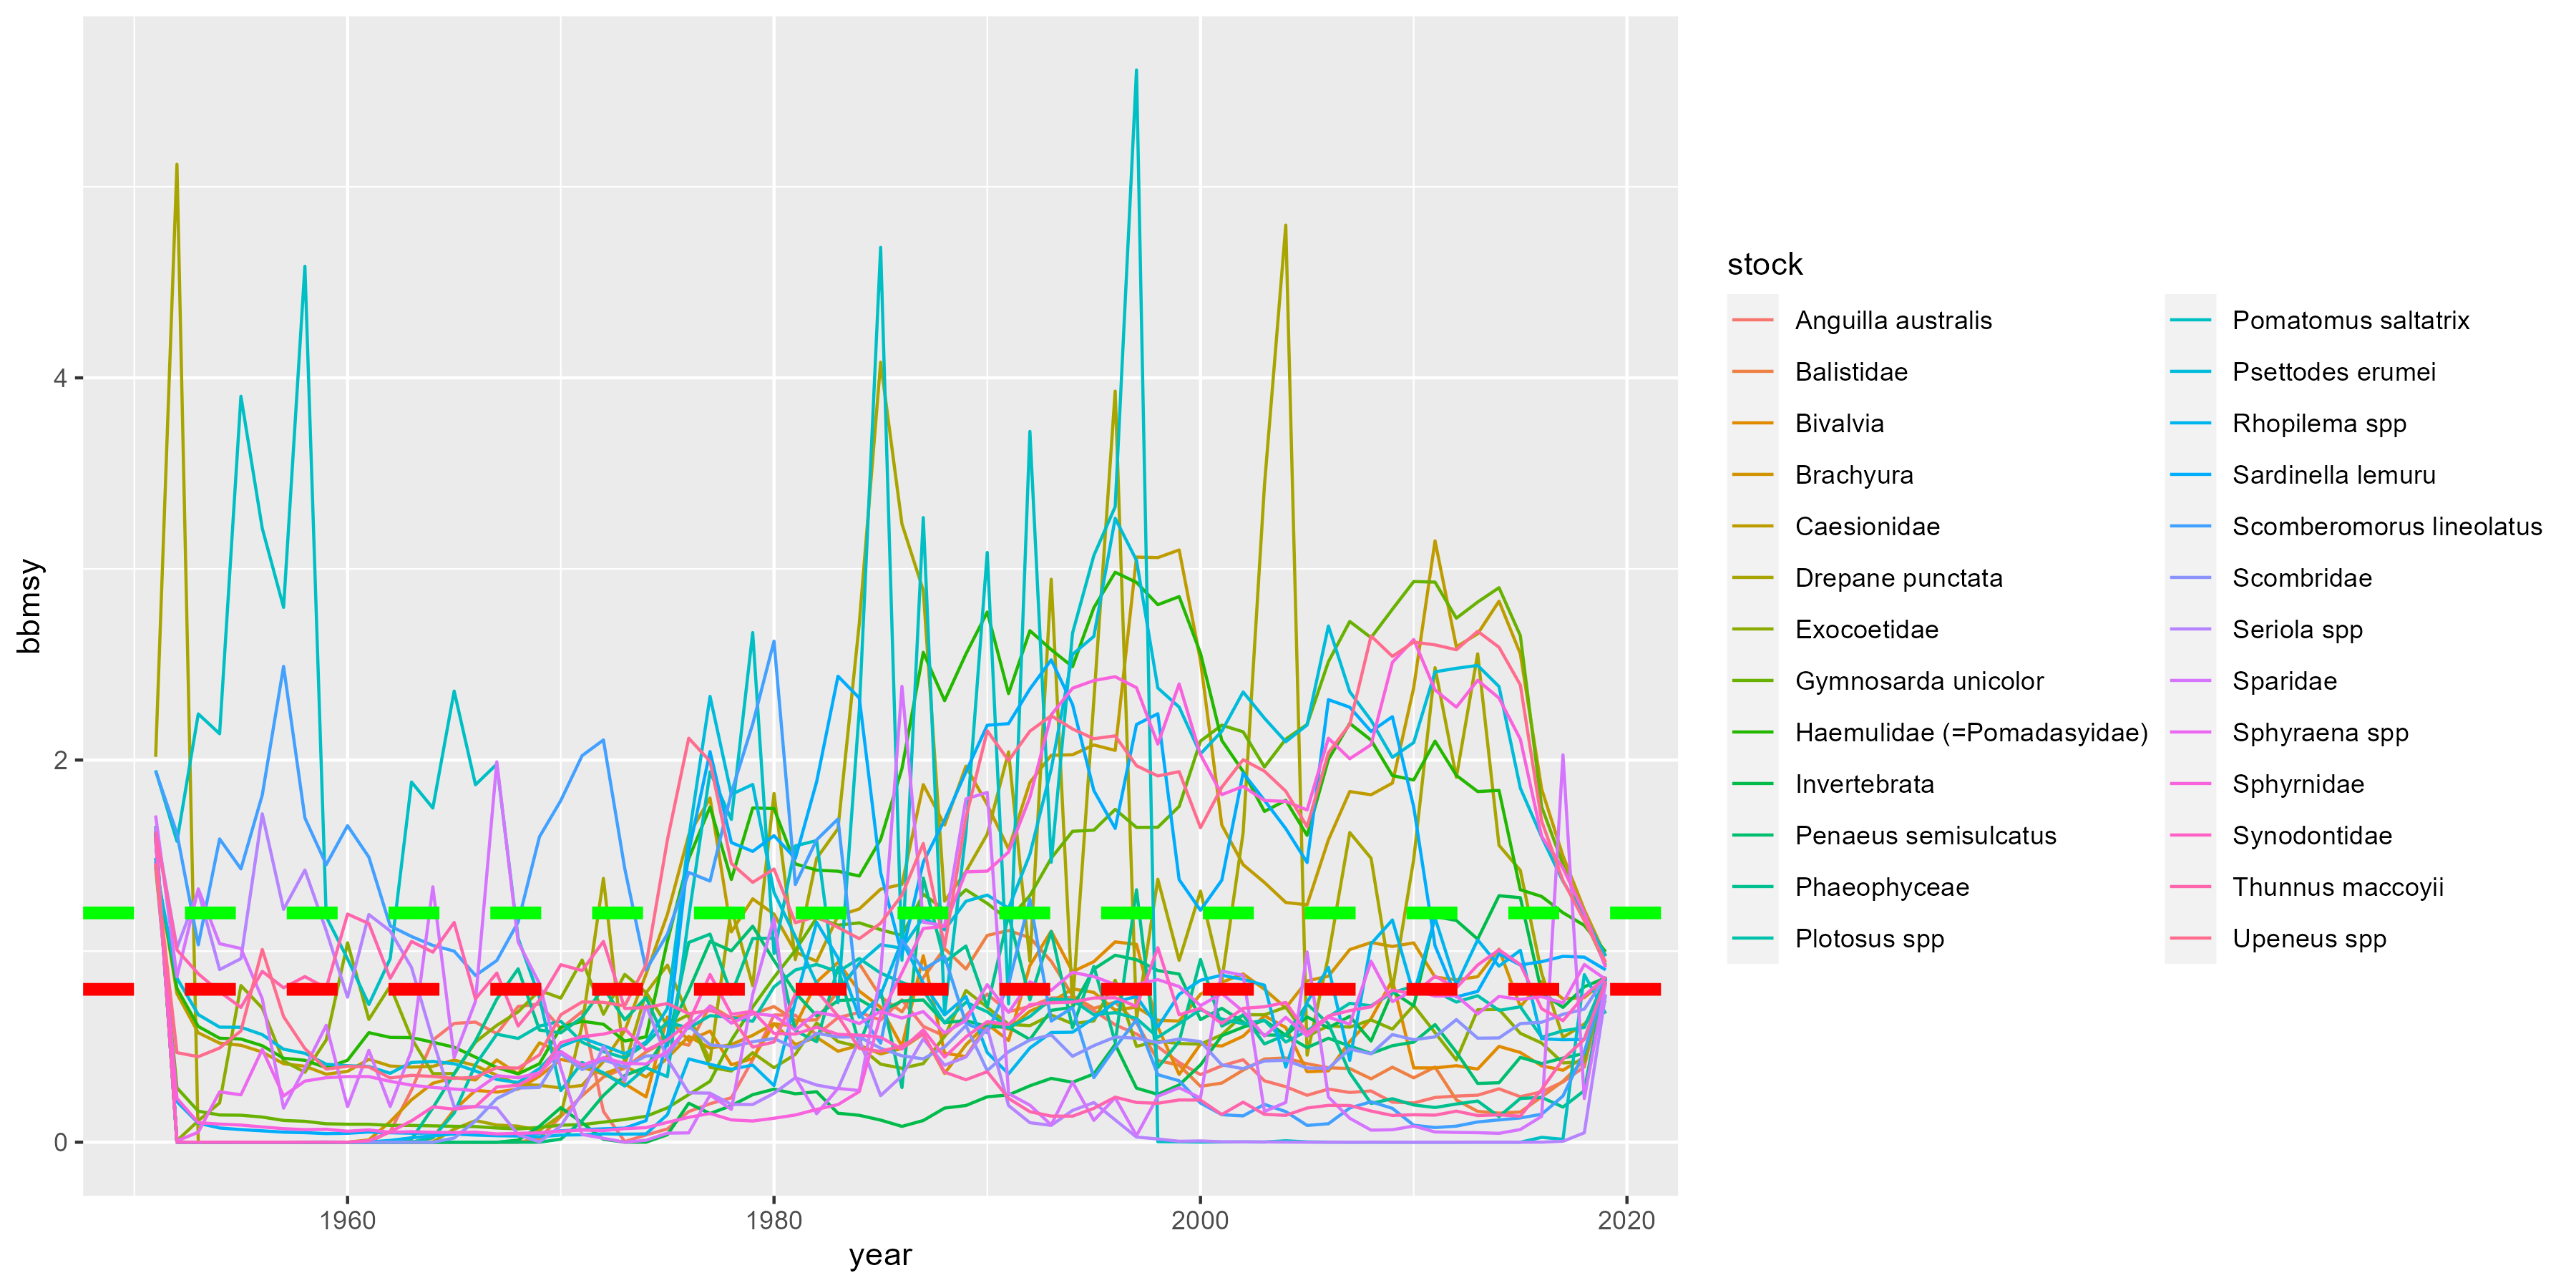 bbmsy
4
2
0
1960
1980
2000
2020
year
stock
Anguilla australis
Balistidae
Bivalvia
Brachyura
Caesionidae
Drepane punctata
Exocoetidae
Gymnosarda unicolor
Haemulidae (=Pomadasyidae)
Invertebrata
Penaeus semisulcatus
Phaeophyceae
Plotosus spp
Pomatomus saltatrix
Psettodes erumei
Rhopilema spp
Sardinella lemuru
Scomberomorus lineolatus
Scombridae
Seriola spp
Sparidae
Sphyraena spp
Sphyrnidae
Synodontidae
Thunnus maccoyii
Upeneus spp